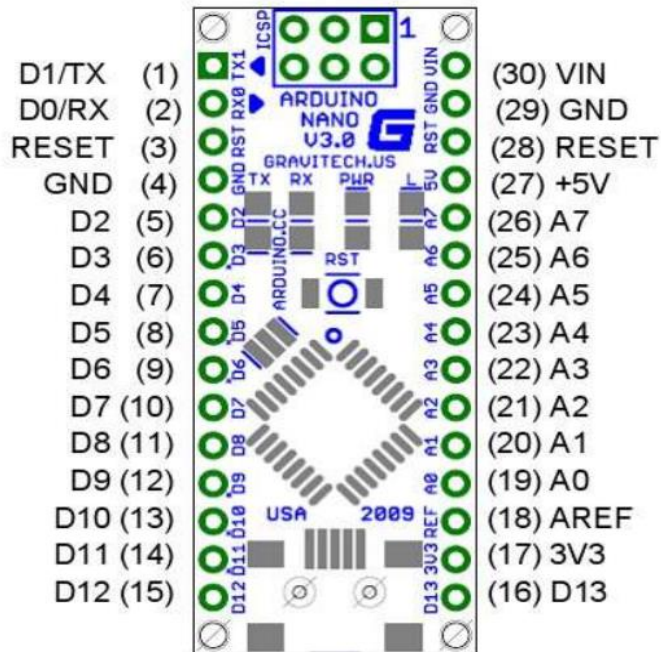 D1/TX (1)
D0/RX (2)
RESET (3)
GND (4)
D2 (5)
D3 (6)
D4 (7)
D5 (8)
D6 (9)
D7 (10)
D8 (11)
D9 (12)
D10 (13)
D11 (14)
D12 (15)
TX1
RX0
RST
GND
D2
D3
D4
D5
D6
D7
D8
D9
D10
D11
D12
ICSP
1
ARDUINO
NANO
V3.0
G
GRAVITECH.US
TX RX PWR L
ARDUINO.CC
RST
USA 2009
VIN
GND
RST
5V
A7
A6
A5
A4
A3
A2
A1
A0
REF
3V3
D13
(30) VIN
(29) GND
(28) RESET
(27) +5V
(26) A7
(25) A6
(24) A5
(23) A4
(22) A3
(21) A2
(20) A1
(19) A0
(18) AREF
(17) 3V3
(16) D13